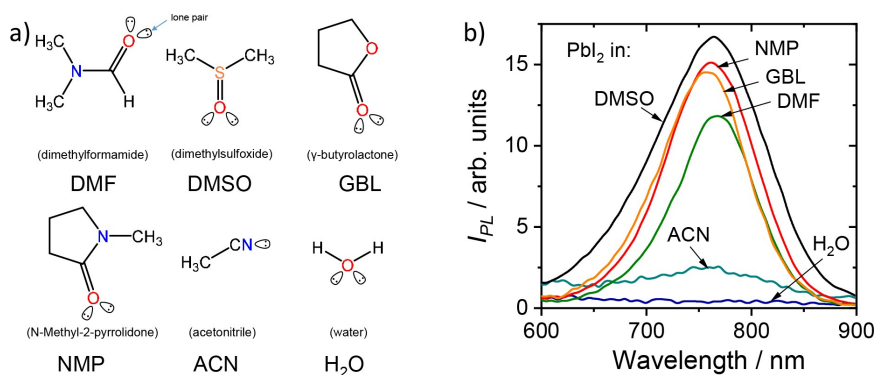 a)
lone pair
O
H₃C
N
H₃C
H
(dimethylformamide)
DMF
H₃C
CH₃
S
O
(dimethylsulfoxide)
DMSO
O
O
(γ-butyrolactone)
GBL
N
CH₃
O
(N-Methyl-2-pyrrolidone)
NMP
H₃C
CN
(acetonitrile)
ACN
H
H
O
(water)
H₂O
b)
PbI₂ in:
NMP
GBL
DMF
DMSO
ACN
H₂O
15
10
5
0
I_PL / arb. units
600
700
800
900
Wavelength / nm